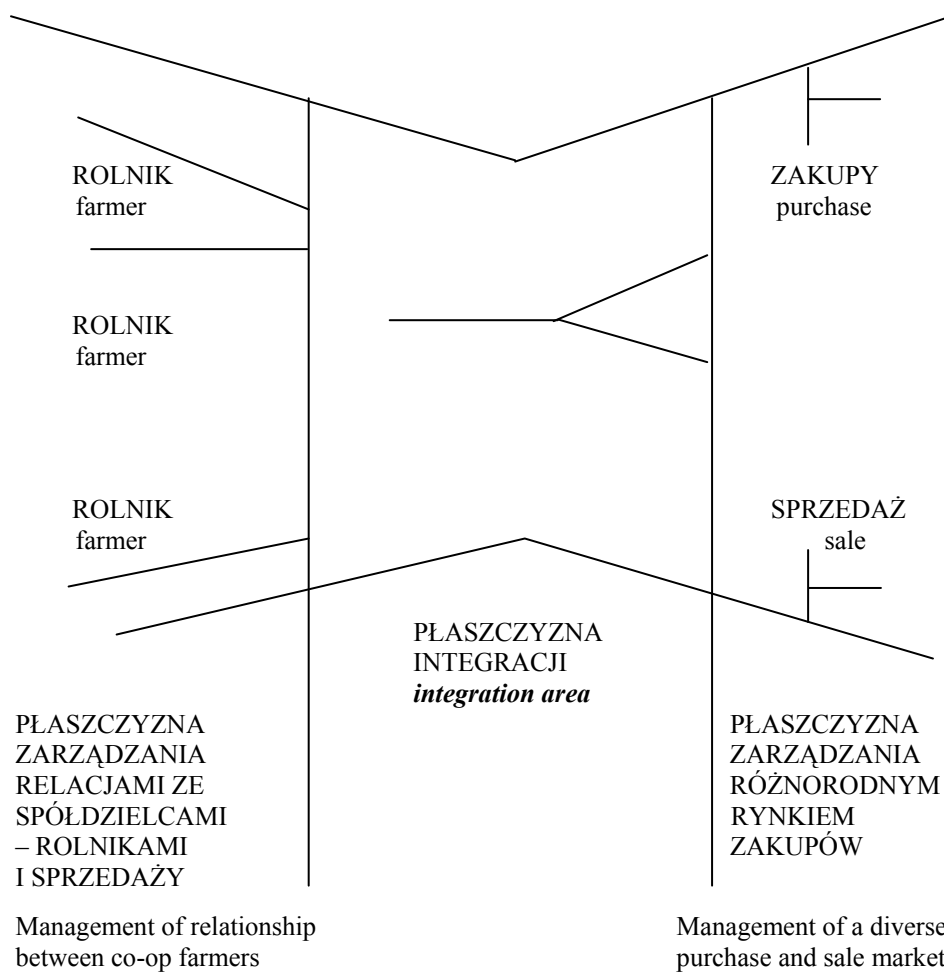 ROLNIK
farmer
ZAKUPY
purchase
ROLNIK
farmer
ROLNIK
farmer
SPRZEDAŻ
sale
PŁASZCZYZNA
INTEGRACJI
integration area
PŁASZCZYZNA
ZARZĄDZANIA
RELACJAMI ZE
SPÓŁDZIELCAMI
– ROLNIKAMI
I SPRZEDAŻY
PŁASZCZYZNA
ZARZĄDZANIA
RÓŻNORODNYM
RYNKIEM
ZAKUPÓW
Management of relationship
between co-op farmers
Management of a diverse
purchase and sale market